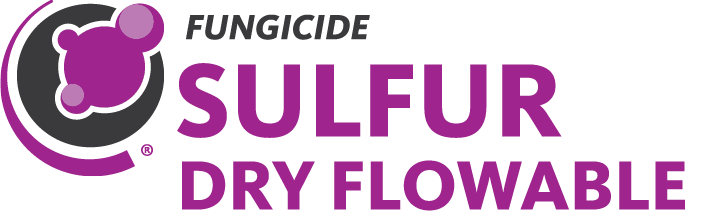 FUNGICIDE
SULFUR
®
DRY FLOWABLE